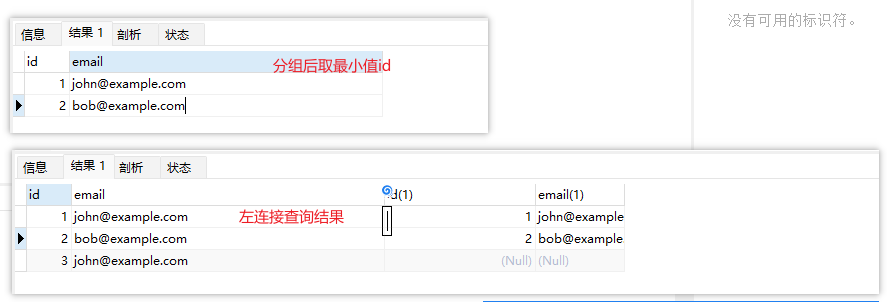 没有可用的标识符。
信息 结果 1 剖析 状态
id email
分组后取最小值id
1 john@example.com
2 bob@example.com
信息 结果 1 剖析 状态
id email id(1) email(1)
1 john@example.com 左连接查询结果 1 john@example
2 bob@example.com 2 bob@example.
3 john@example.com (Null) (Null)